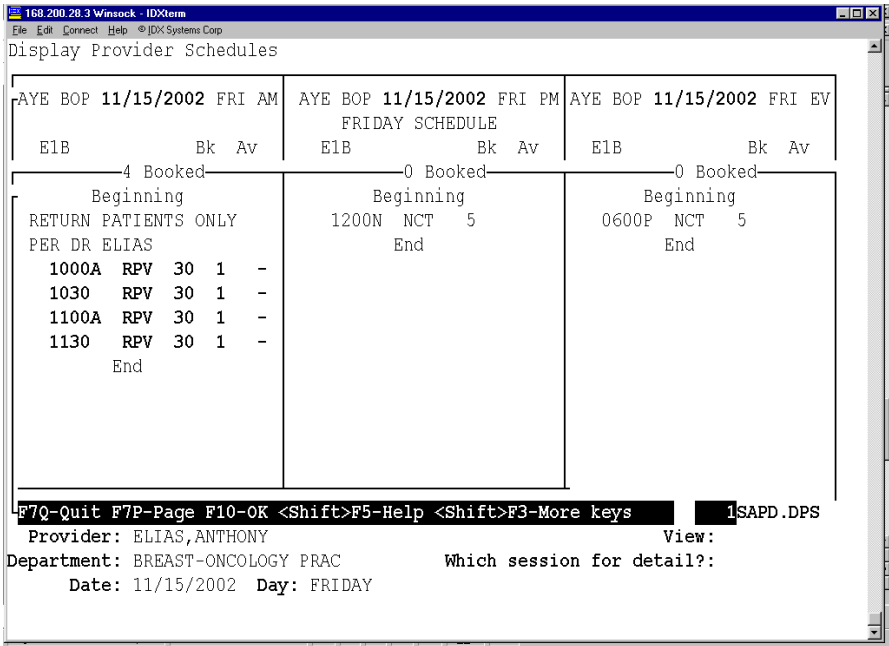 168.200.28.3 Winsock - IDXterm
File Edit Connect Help © IDX Systems Corp
Display Provider Schedules
AYE BOP 11/15/2002 FRI AM AYE BOP 11/15/2002 FRI PM AYE BOP 11/15/2002 FRI EV
FRIDAY SCHEDULE
E1B Bk Av E1B Bk Av E1B Bk Av
4 Booked 0 Booked 0 Booked
Beginning Beginning Beginning
RETURN PATIENTS ONLY 1200N NCT 5 0600P NCT 5
PER DR ELIAS End End
1000A RPV 30 1 -
1030 RPV 30 1 -
1100A RPV 30 1 -
1130 RPV 30 1 -
End
F7Q-Quit F7P-Page F10-OK <Shift>F5-Help <Shift>F3-More keys 1SAPD.DPS
Provider: ELIAS,ANTHONY View:
Department: BREAST-ONCOLOGY PRAC Which session for detail?:
Date: 11/15/2002 Day: FRIDAY